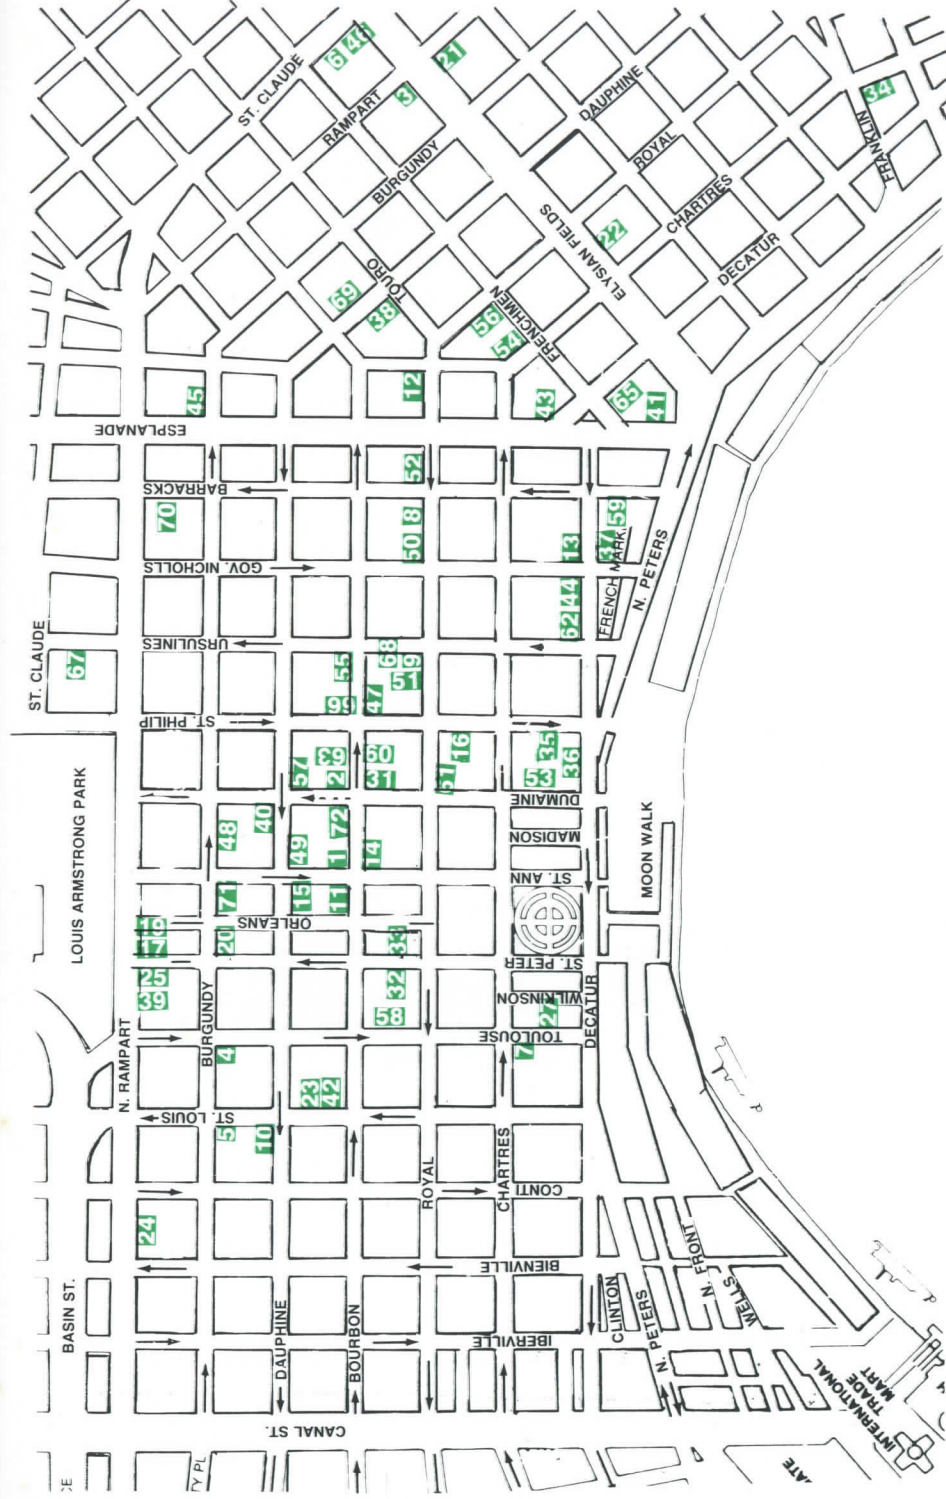 6 46
21
3
34
ST. CLAUDE
RAMPART
BURGUNDY
DAUPHINE
ROYAL
CHARTRES
DECATUR
FRANKLIN
ELYSIAN FIELDS
22
TOURO
69
38
56
54
FRENCHMEN
45
12
43
65
41
ESPLANADE
52
BARRACKS
70
50 8
13
37 59
GOV. NICHOLLS
FRENCH MARK.
N. PETERS
62 44
URSULINES
ST. CLAUDE
67
55
68
9
51
47
ST. PHILIP
LOUIS ARMSTRONG PARK
57
2
60
31
16
61
35
53
36
DUMAINE
48
40
49
1 72
14
MADISON
MOON WALK
ST. ANN
71
15
11
ORLEANS
19
17
20
33
ST. PETER
25
39
32
58
WILKINSON
27
DECATUR
TOULOUSE
N. RAMPART
BURGUNDY
4
7
23
42
ST. LOUIS
5
10
ROYAL
CHARTRES
CONTI
24
BIENVILLE
BASIN ST.
DAUPHINE
BOURBON
IBERVILLE
CLINTON
N. PETERS
N. FRONT
WELLS
INTERNATIONAL
TRADE
MART
CANAL ST.
TY PL
CE
ATE